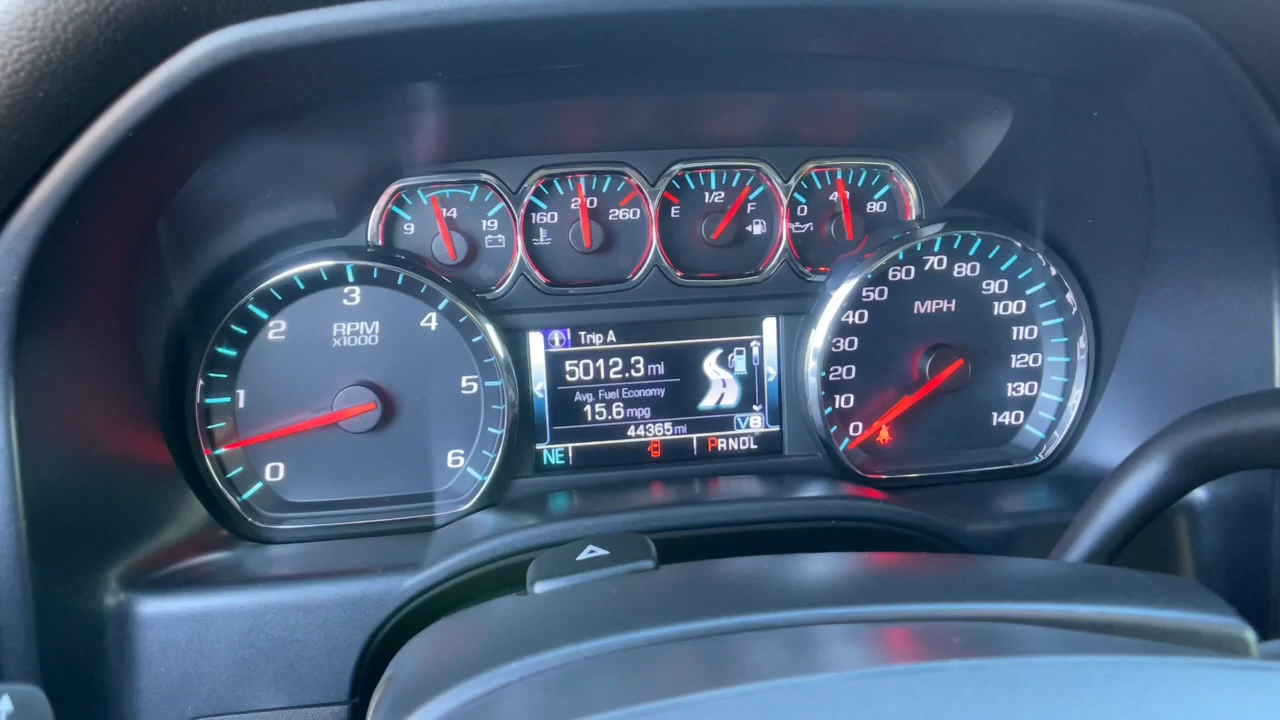 9 14 19
160 210 260
E 1/2 F
0 40 80
0 1 2 3 4 5 6
RPM
X1000
Trip A
5012.3 mi
Avg. Fuel Economy
15.6 mpg
44365 mi
V8
NE
PRNDL
0 10 20 30 40 50 60 70 80 90 100 110 120 130 140
MPH